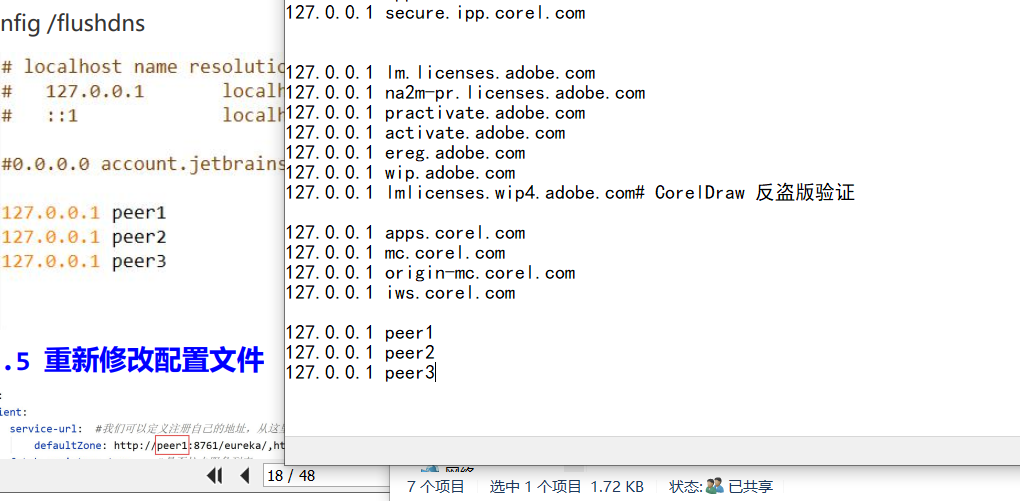 nfig /flushdns
# localhost name resolutic
# 127.0.0.1 localh
# ::1 localh
#0.0.0.0 account.jetbrains
127.0.0.1 peer1
127.0.0.1 peer2
127.0.0.1 peer3
.5 重新修改配置文件
ient:
service-url: #我们可以定义注册自己的地址，从这里
defaultZone: http://peer1:8761/eureka/,ht
18 / 48
127.0.0.1 secure.ipp.corel.com
127.0.0.1 lm.licenses.adobe.com
127.0.0.1 na2m-pr.licenses.adobe.com
127.0.0.1 practivate.adobe.com
127.0.0.1 activate.adobe.com
127.0.0.1 ereg.adobe.com
127.0.0.1 wip.adobe.com
127.0.0.1 lmlicenses.wip4.adobe.com# CorelDraw 反盗版验证
127.0.0.1 apps.corel.com
127.0.0.1 mc.corel.com
127.0.0.1 origin-mc.corel.com
127.0.0.1 iws.corel.com
127.0.0.1 peer1
127.0.0.1 peer2
127.0.0.1 peer3
网络
7 个项目 选中 1 个项目 1.72 KB 状态: 已共享